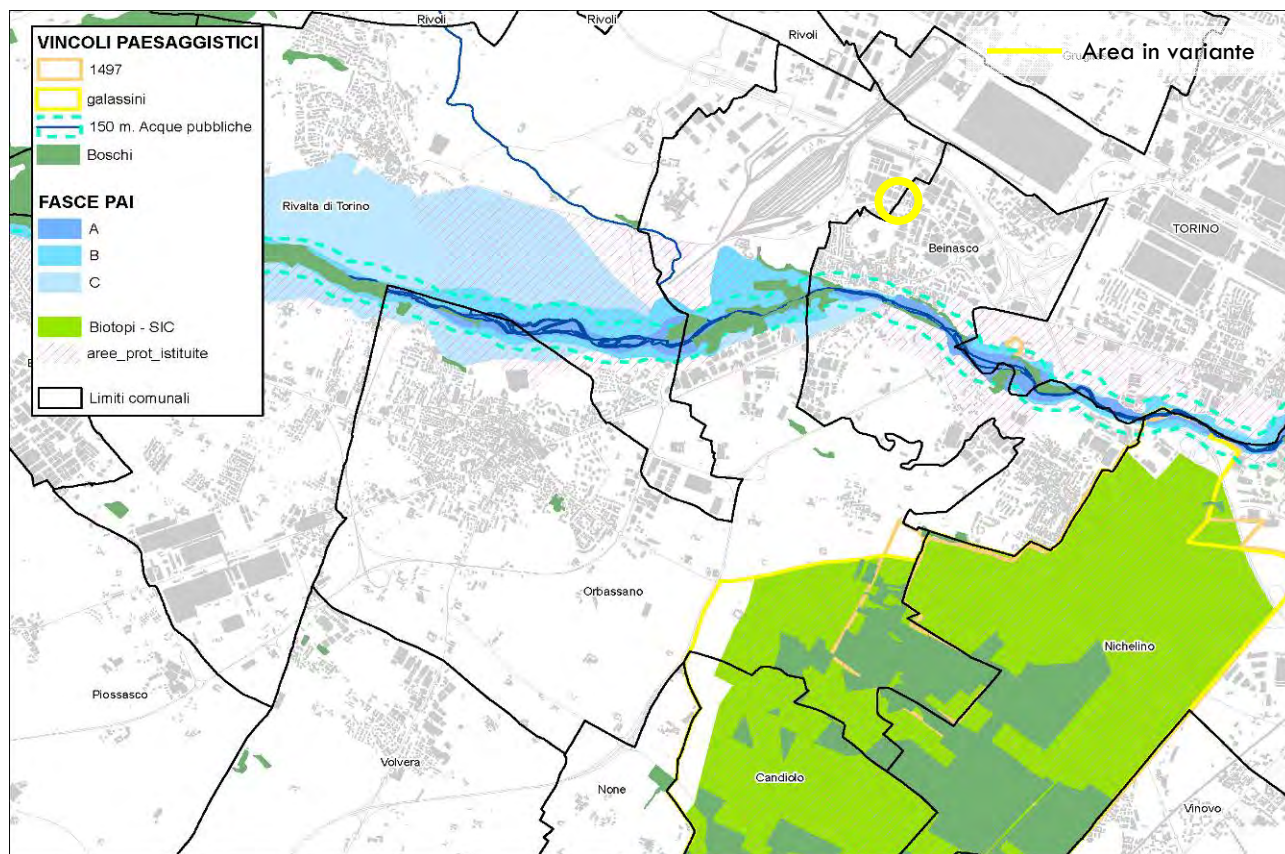 Rivoli
Rivoli
Rivoli
VINCOLI PAESAGGISTICI
1497
galassini
150 m. Acque pubbliche
Boschi
FASCE PAI
A
B
C
Biotopi - SIC
aree_prot_istituite
Limiti comunali
Area in variante
Rivalta di Torino
TORINO
Beinasco
Orbassano
Nichelino
Piossasco
Volvera
None
Candiolo
Vinovo